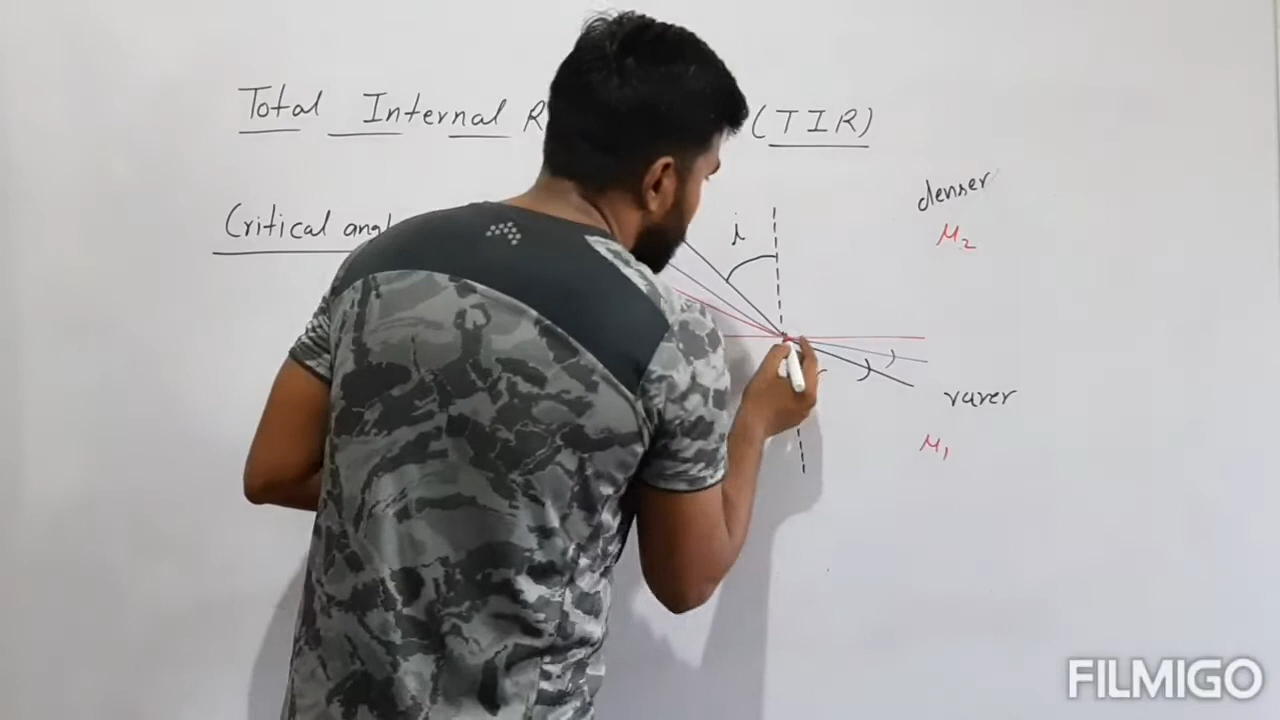 Total Internal R (TIR)
denser
Critical angl
i
μ2
r
rarer
μ1
FILMIGO